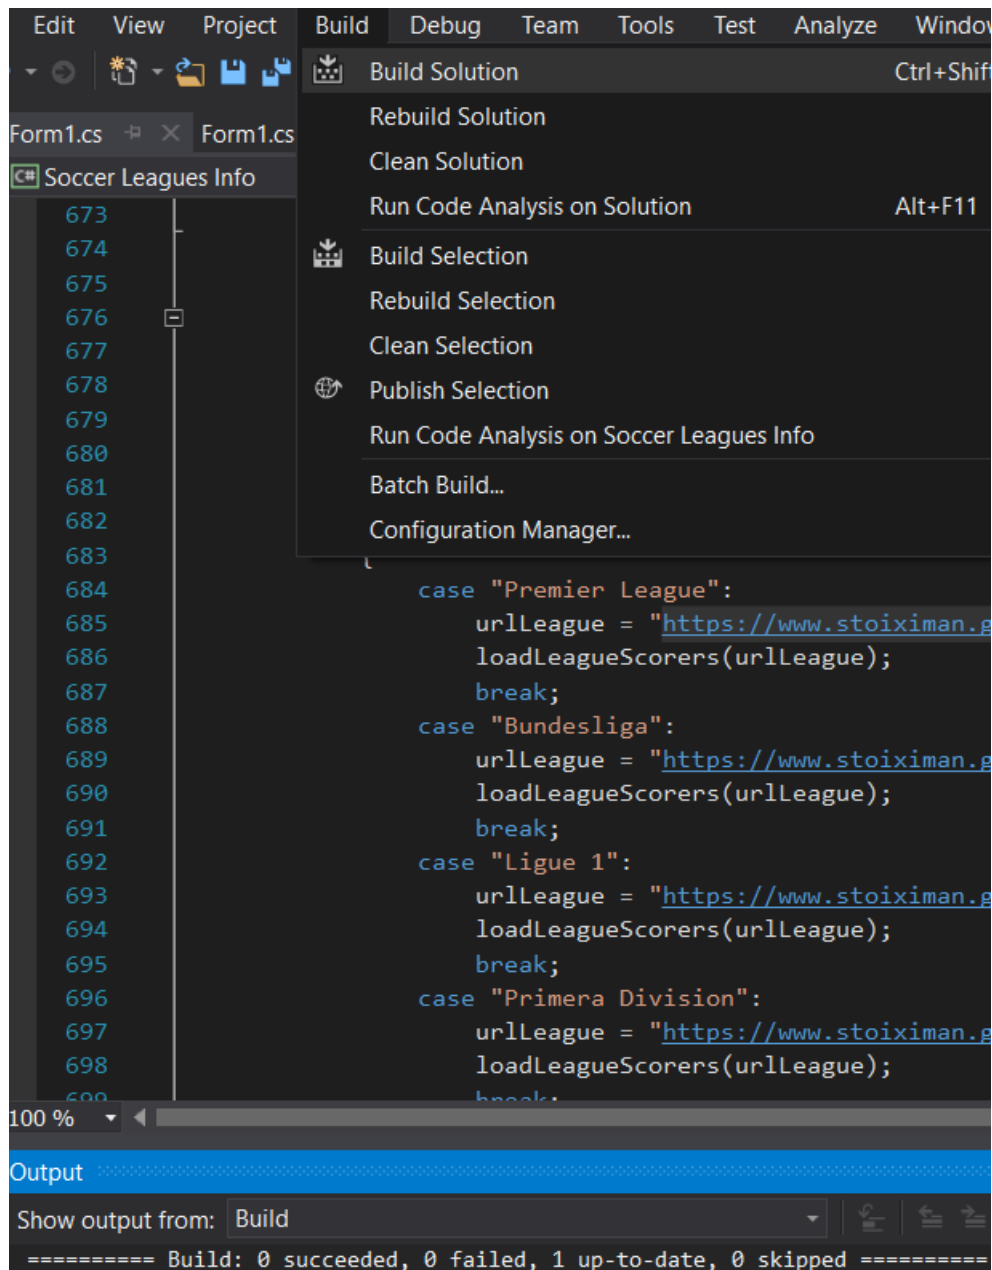 Edit View Project Build Debug Team Tools Test Analyze Window
Build Solution Ctrl+Shift
Rebuild Solution
Clean Solution
Run Code Analysis on Solution Alt+F11
Build Selection
Rebuild Selection
Clean Selection
Publish Selection
Run Code Analysis on Soccer Leagues Info
Batch Build...
Configuration Manager...
Form1.cs Form1.cs
C# Soccer Leagues Info
673
674
675
676
677
678
679
680
681
682
683 {
684 case "Premier League":
685 urlLeague = "https://www.stoiximan.g
686 loadLeagueScorers(urlLeague);
687 break;
688 case "Bundesliga":
689 urlLeague = "https://www.stoiximan.g
690 loadLeagueScorers(urlLeague);
691 break;
692 case "Ligue 1":
693 urlLeague = "https://www.stoiximan.g
694 loadLeagueScorers(urlLeague);
695 break;
696 case "Primera Division":
697 urlLeague = "https://www.stoiximan.g
698 loadLeagueScorers(urlLeague);
699 break;
100 %
Output
Show output from: Build
========== Build: 0 succeeded, 0 failed, 1 up-to-date, 0 skipped ==========